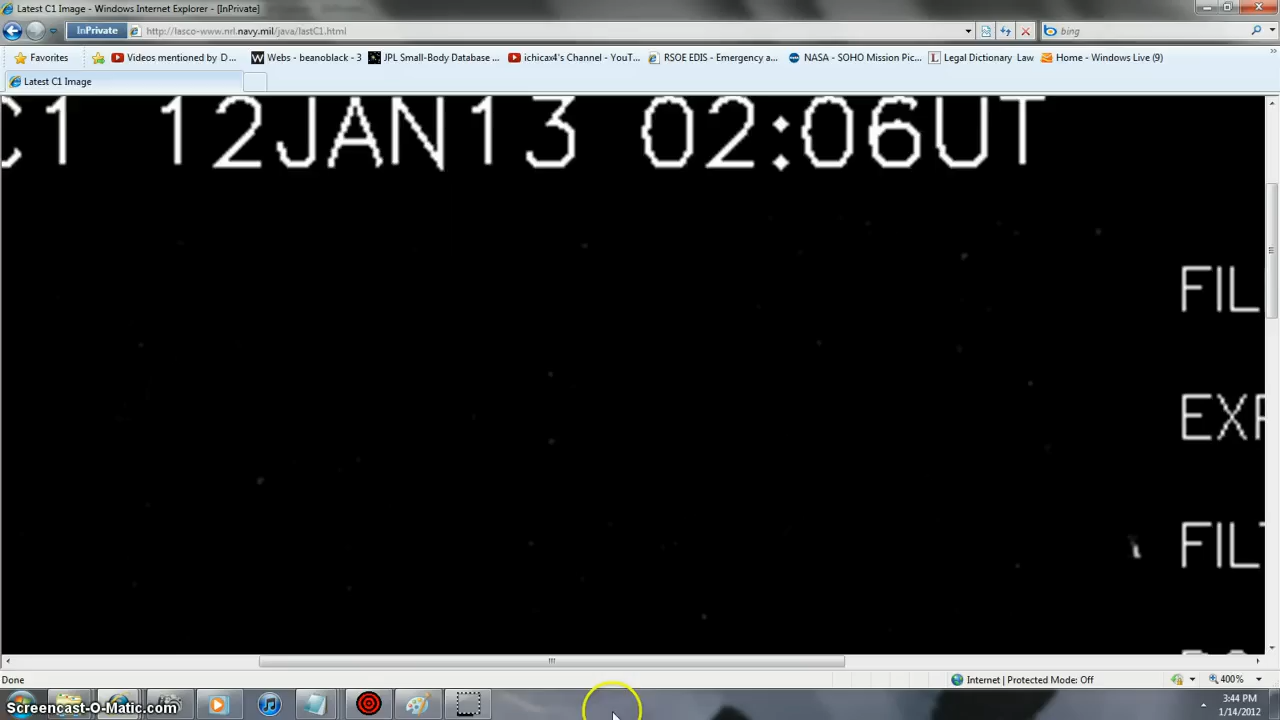 Latest C1 Image - Windows Internet Explorer - [InPrivate]
InPrivate http://lasco-www.nrl.navy.mil/java/lastC1.html bing
Favorites Videos mentioned by D... Webs - beanoblack - 3 JPL Small-Body Database ... ichicax4's Channel - YouT... RSOE EDIS - Emergency a... NASA - SOHO Mission Pic... Legal Dictionary Law Home - Windows Live (9)
Latest C1 Image
C1 12JAN13 02:06UT
FIL
EXP
FILT
Done Internet | Protected Mode: Off 400%
Screencast-O-Matic.com
3:44 PM
1/14/2012